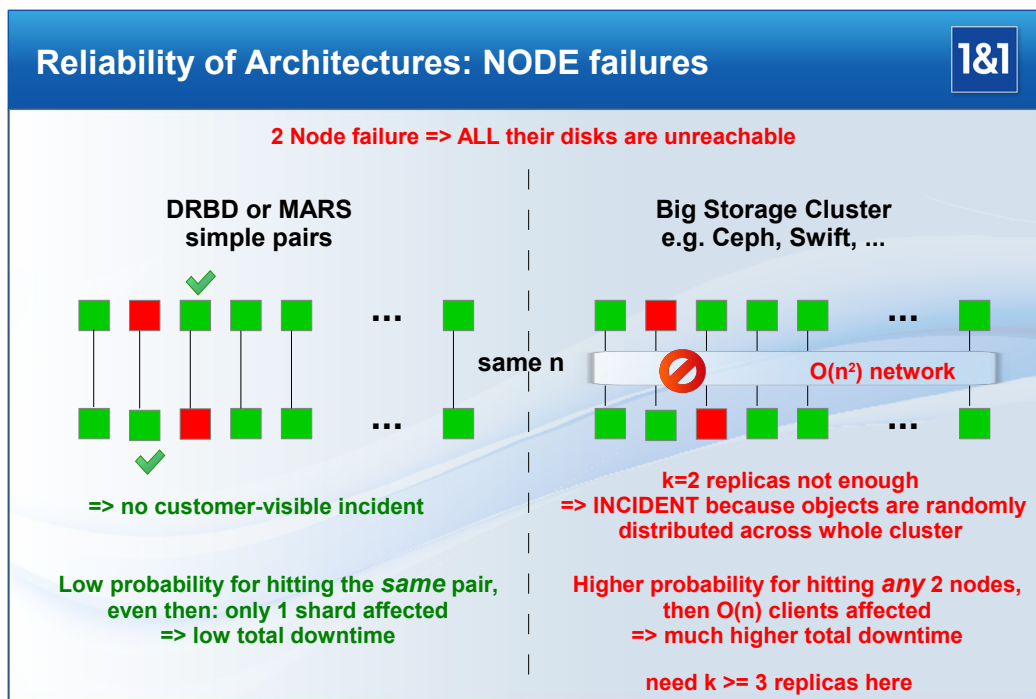 Reliability of Architectures: NODE failures
1&1
2 Node failure => ALL their disks are unreachable
DRBD or MARS
simple pairs
...
...
=> no customer-visible incident
Low probability for hitting the same pair,
even then: only 1 shard affected
=> low total downtime
same n
Big Storage Cluster
e.g. Ceph, Swift, ...
...
O(n²) network
...
k=2 replicas not enough
=> INCIDENT because objects are randomly
distributed across whole cluster
Higher probability for hitting any 2 nodes,
then O(n) clients affected
=> much higher total downtime
need k >= 3 replicas here